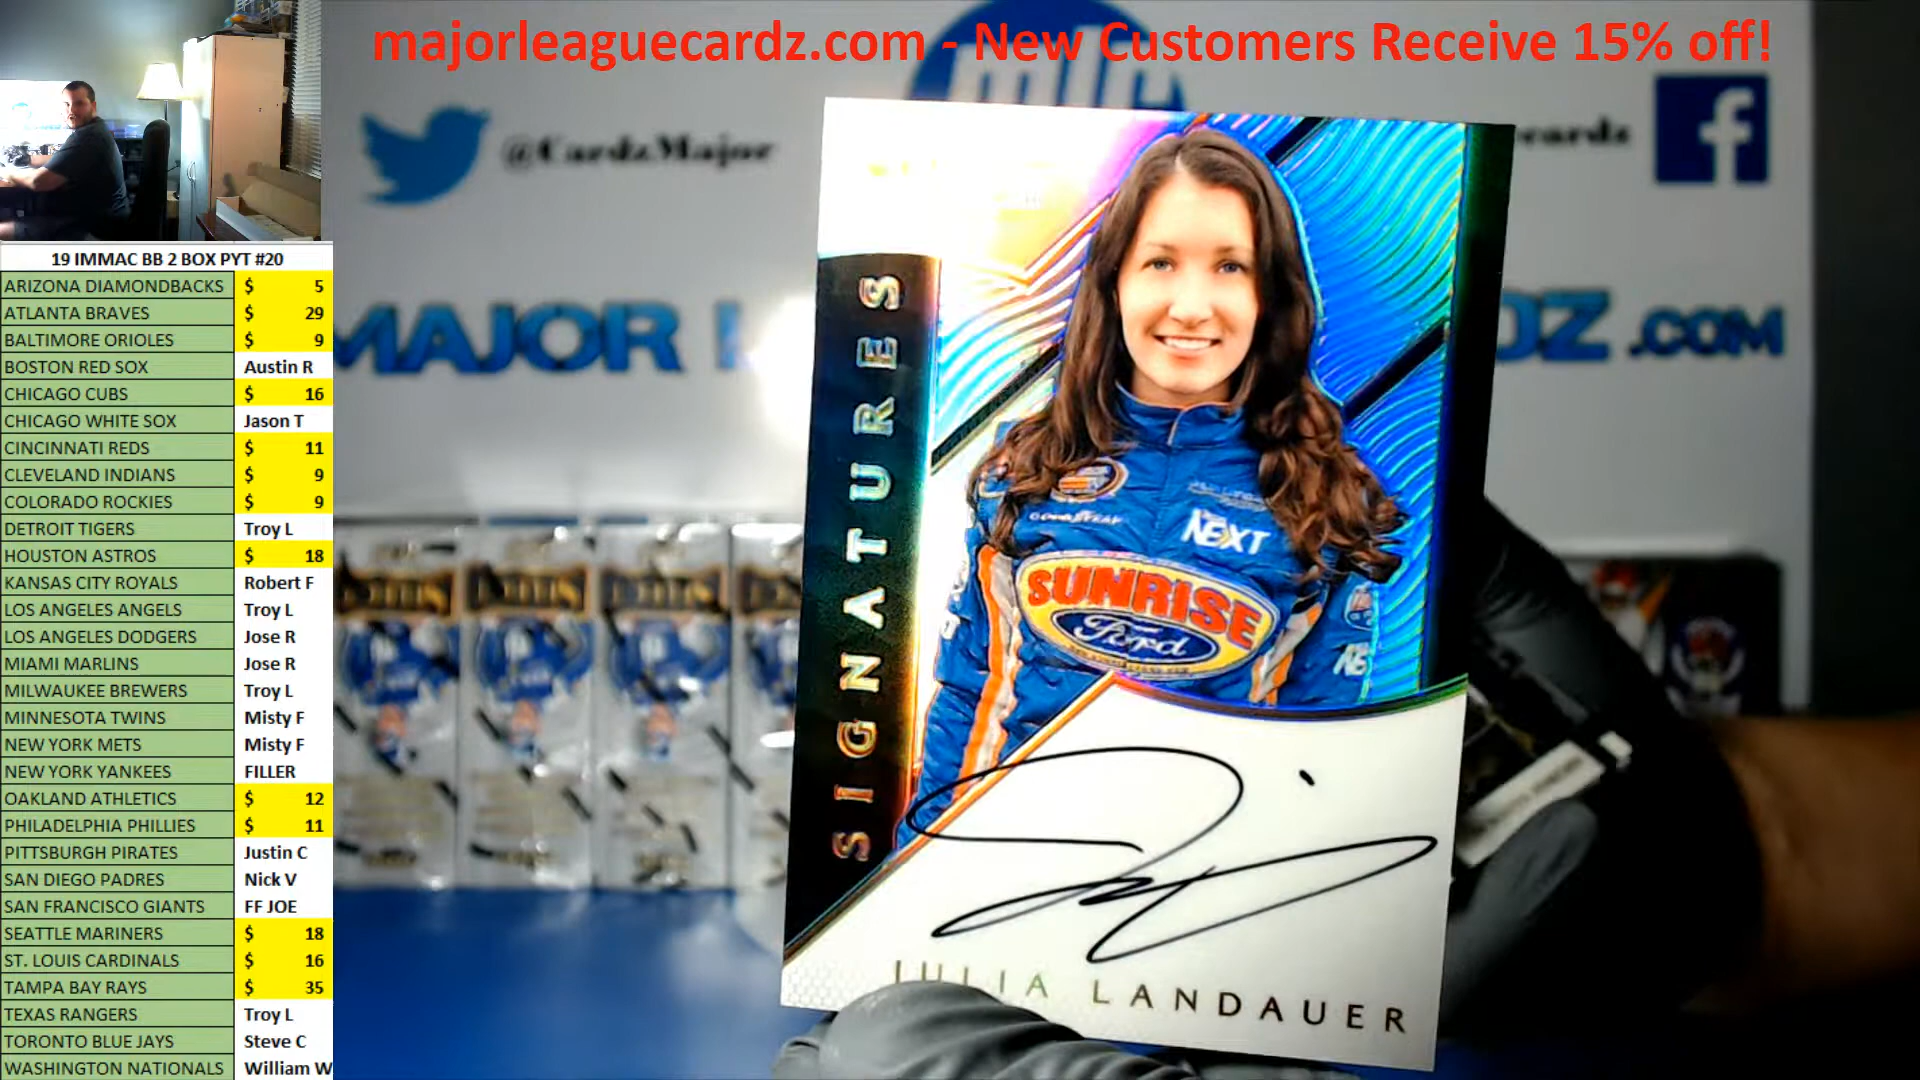 majorleaguecardz.com - New Customers Receive 15% off!
@CardzMajor
cardz
MAJOR
DZ .COM
19 IMMAC BB 2 BOX PYT #20
ARIZONA DIAMONDBACKS $ 5
ATLANTA BRAVES $ 29
BALTIMORE ORIOLES $ 9
BOSTON RED SOX Austin R
CHICAGO CUBS $ 16
CHICAGO WHITE SOX Jason T
CINCINNATI REDS $ 11
CLEVELAND INDIANS $ 9
COLORADO ROCKIES $ 9
DETROIT TIGERS Troy L
HOUSTON ASTROS $ 18
KANSAS CITY ROYALS Robert F
LOS ANGELES ANGELS Troy L
LOS ANGELES DODGERS Jose R
MIAMI MARLINS Jose R
MILWAUKEE BREWERS Troy L
MINNESOTA TWINS Misty F
NEW YORK METS Misty F
NEW YORK YANKEES FILLER
OAKLAND ATHLETICS $ 12
PHILADELPHIA PHILLIES $ 11
PITTSBURGH PIRATES Justin C
SAN DIEGO PADRES Nick V
SAN FRANCISCO GIANTS FF JOE
SEATTLE MARINERS $ 18
ST. LOUIS CARDINALS $ 16
TAMPA BAY RAYS $ 35
TEXAS RANGERS Troy L
TORONTO BLUE JAYS Steve C
WASHINGTON NATIONALS William W
SIGNATURES
GOODYEAR
NEXT
SUNRISE
Ford
NE
JULIA LANDAUER